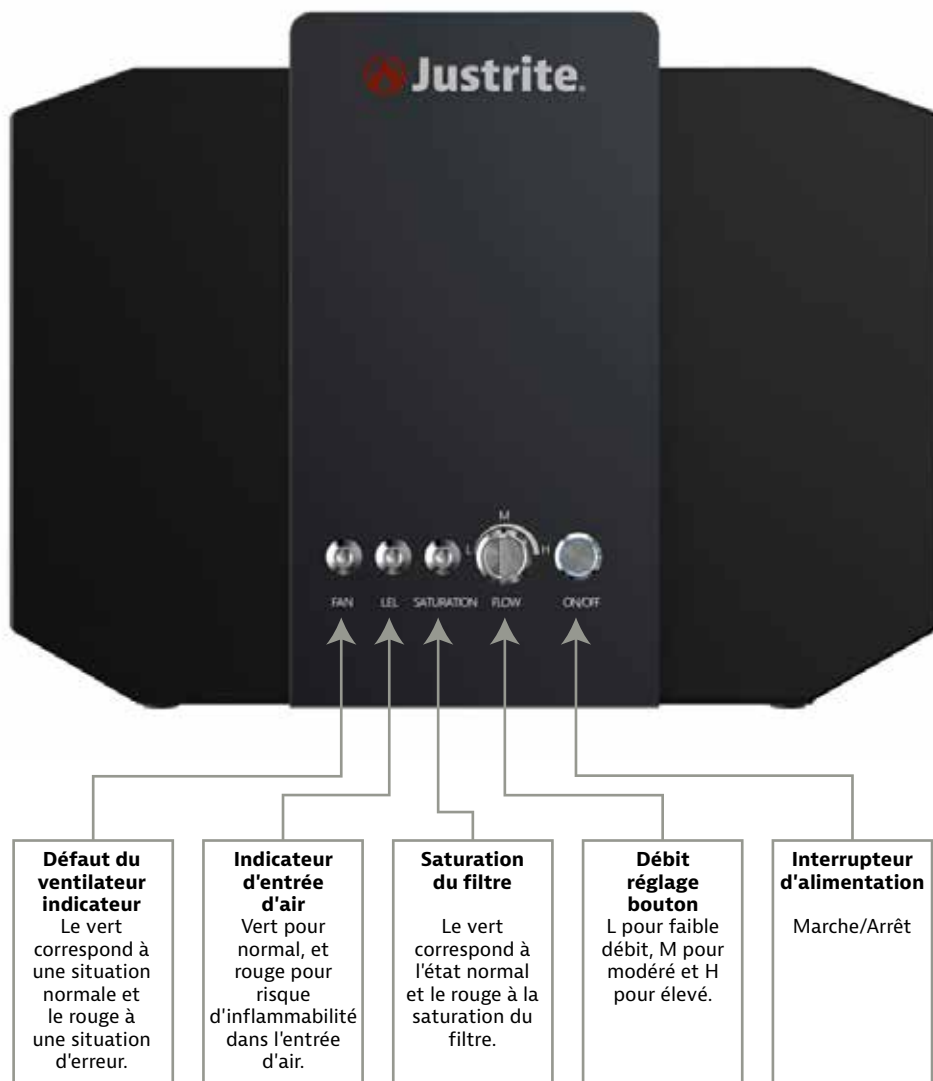 Justrite.
M
L H
FAN LEL SATURATION FLOW ON/OFF
Défaut du
ventilateur
indicateur
Le vert
correspond à
une situation
normale et
le rouge à
une situation
d'erreur.
Indicateur
d'entrée
d'air
Vert pour
normal, et
rouge pour
risque
d'inflammabilité
dans l'entrée
d'air.
Saturation
du filtre
Le vert
correspond à
l'état normal
et le rouge à la
saturation du
filtre.
Débit
réglage
bouton
L pour faible
débit, M pour
modéré et H
pour élevé.
Interrupteur
d'alimentation
Marche/Arrêt